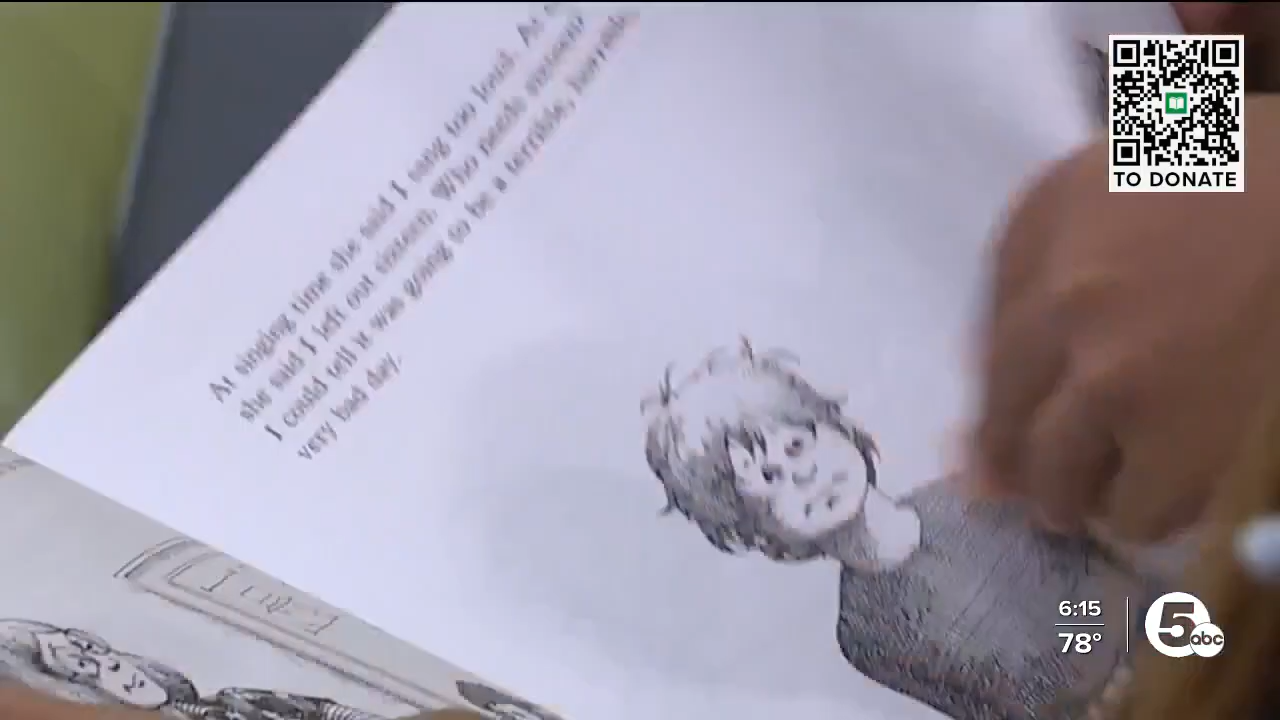 At singing time she said I sang too loud. At
she said I left out sixteen. Who needs sixteen
I could tell it was going to be a terrible, horrible,
very bad day.
TO DONATE
6:15
78°
5
abc